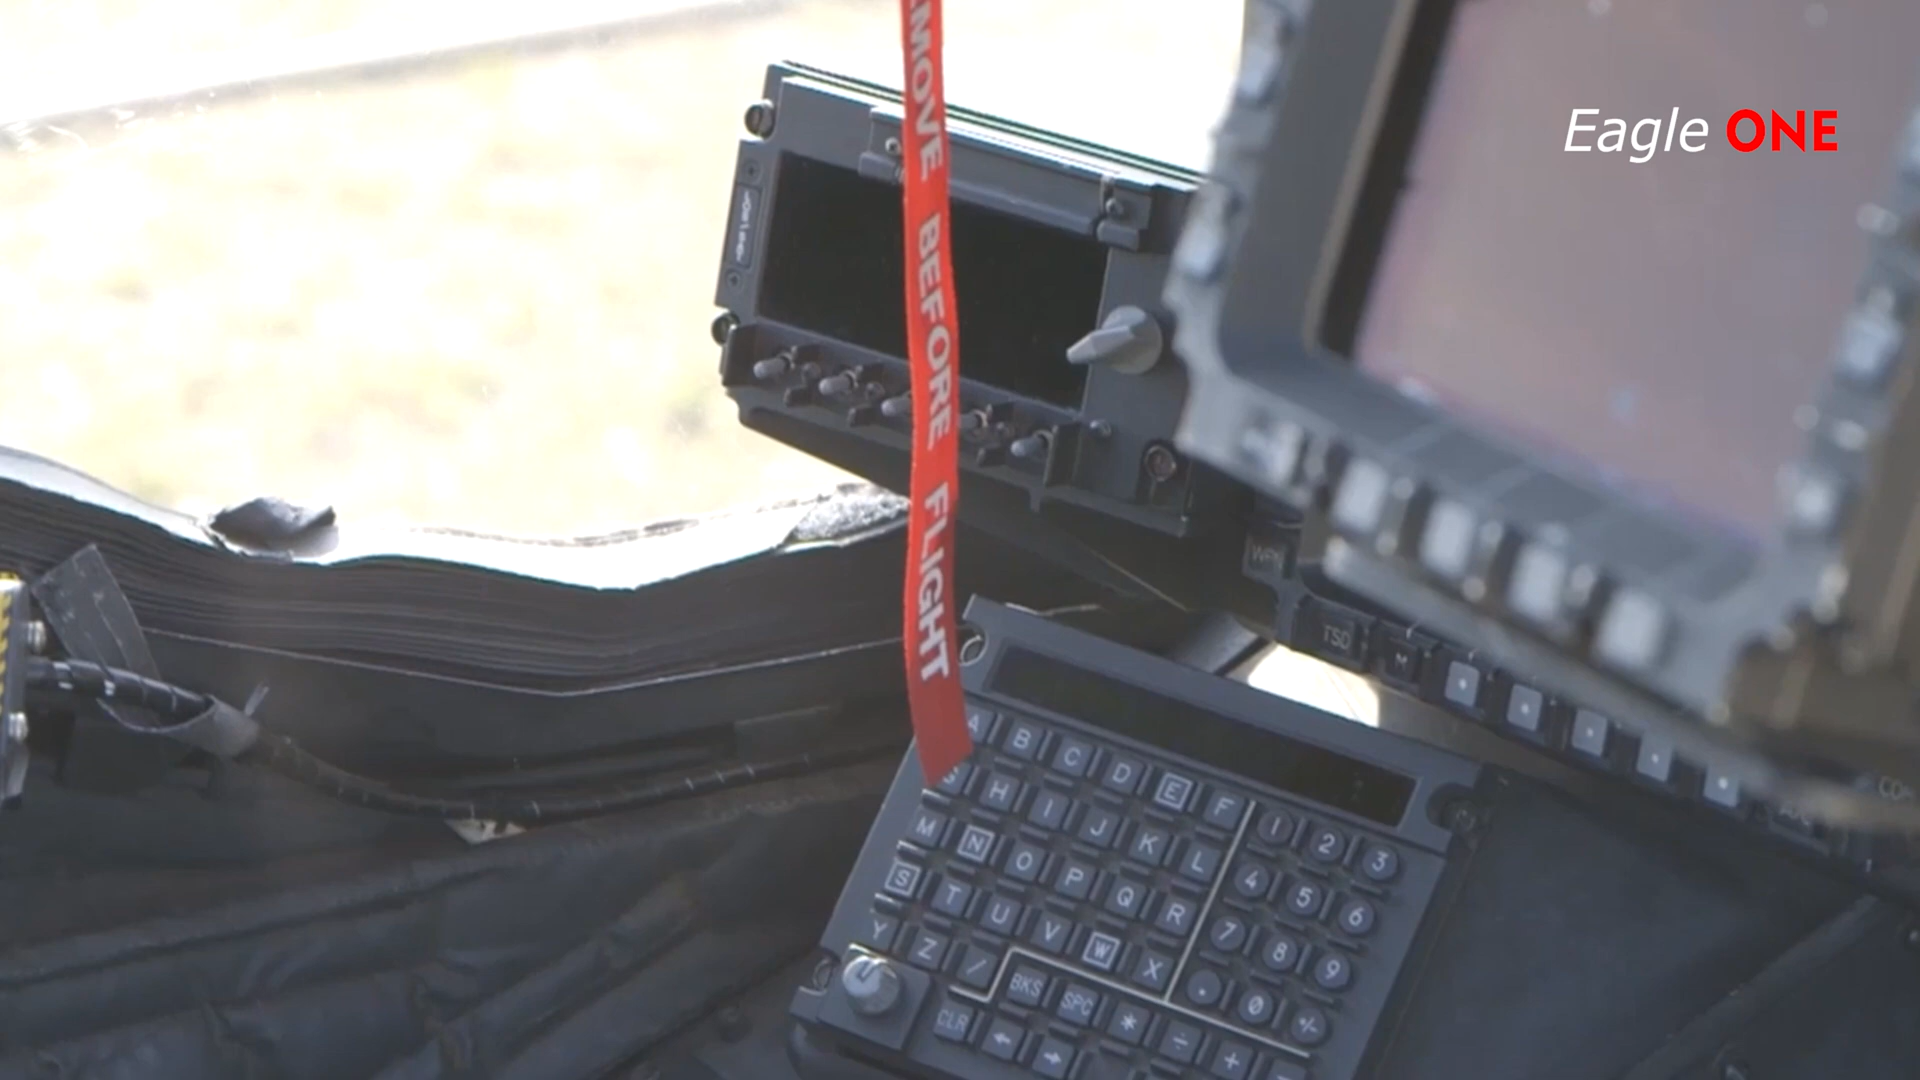 Eagle ONE
MOVE BEFORE FLIGHT
TSD
M
A
B C D E F
G H I J K L
M N O P Q R
S T U V W X
Y Z /
BKS SPC
CLR ← → * ÷ +
1 2 3
4 5 6
7 8 9
. 0 +/-